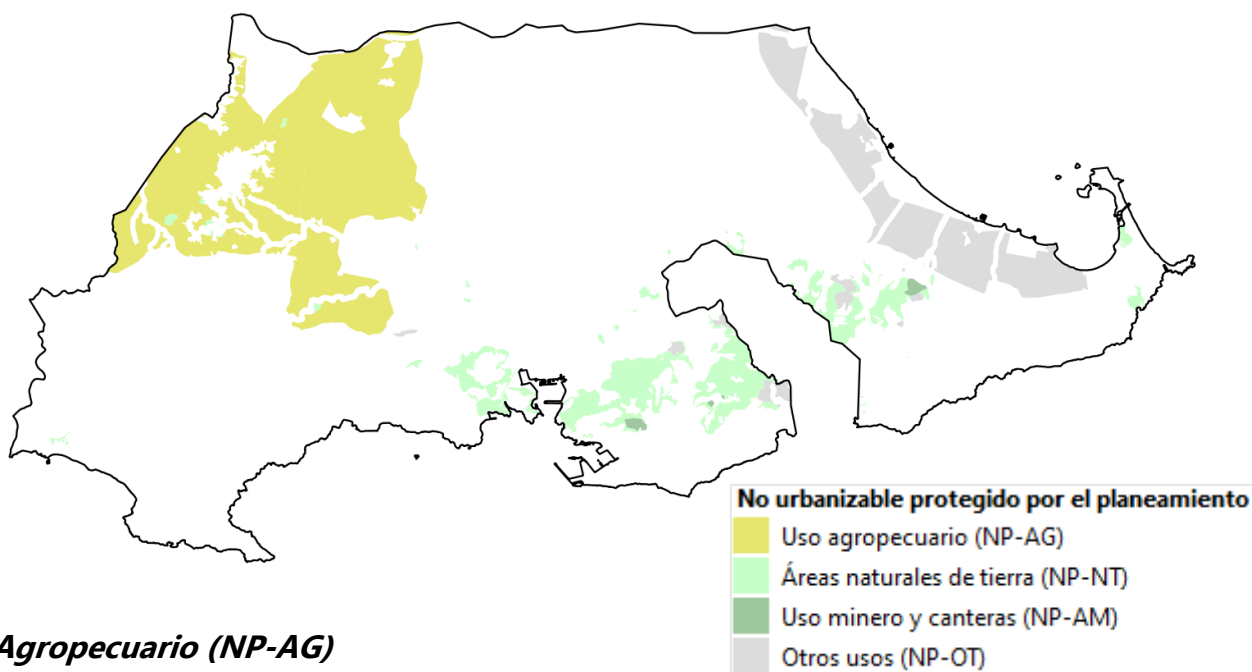 No urbanizable protegido por el planeamiento
Uso agropecuario (NP-AG)
Áreas naturales de tierra (NP-NT)
Uso minero y canteras (NP-AM)
Otros usos (NP-OT)
Agropecuario (NP-AG)